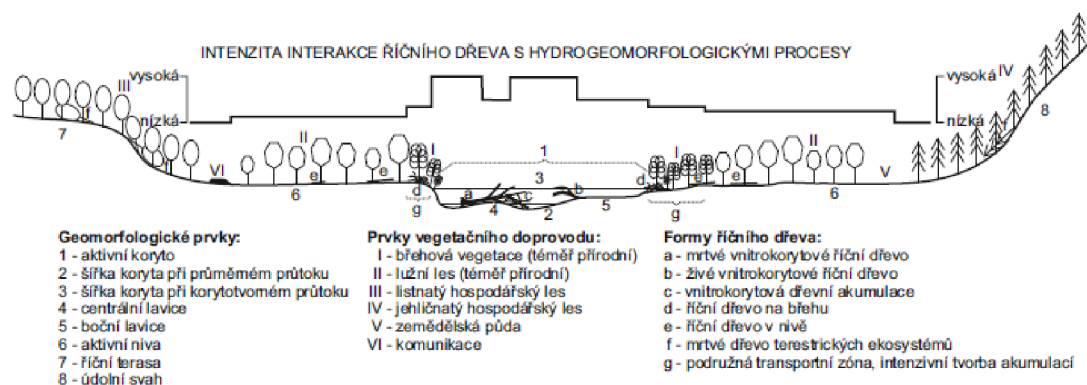 INTENZITA INTERAKCE ŘÍČNÍHO DŘEVA S HYDROGEOMORFOLOGICKÝMI PROCESY
vysoká
III
vysoká
IV
nízká
nízká
8
7
f
II
I
1
I
II
VI
e
e
d
3
d
e
e
V
6
g
a
c
b
4
2
5
g
6
Geomorfologické prvky:
1 - aktivní koryto
2 - šířka koryta při průměrném průtoku
3 - šířka koryta při korytotvorném průtoku
4 - centrální lavice
5 - boční lavice
6 - aktivní niva
7 - říční terasa
8 - údolní svah
Prvky vegetačního doprovodu:
I - břehová vegetace (téměř přírodní)
II - lužní les (téměř přírodní)
III - listnatý hospodářský les
IV - jehličnatý hospodářský les
V - zemědělská půda
VI - komunikace
Formy říčního dřeva:
a - mrtvé vnitrokorytové říční dřevo
b - živé vnitrokorytové říční dřevo
c - vnitrokorytová dřevní akumulace
d - říční dřevo na břehu
e - říční dřevo v nivě
f - mrtvé dřevo terestrických ekosystémů
g - podružná transportní zóna, intenzivní tvorba akumulací